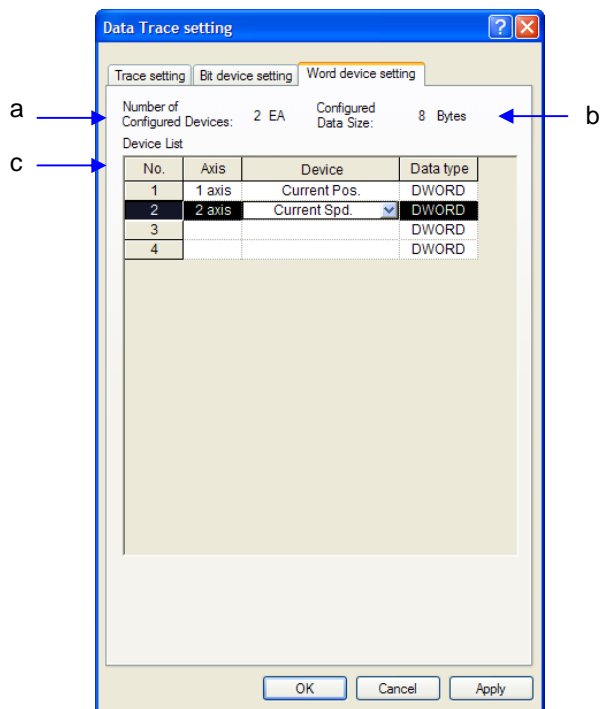 Data Trace setting
Trace setting Bit device setting Word device setting
a
Number of
Configured Devices: 2 EA
Configured
Data Size: 8 Bytes
b
Device List
c
No. Axis Device Data type
1 1 axis Current Pos. DWORD
2 2 axis Current Spd. DWORD
3 DWORD
4 DWORD
OK Cancel Apply